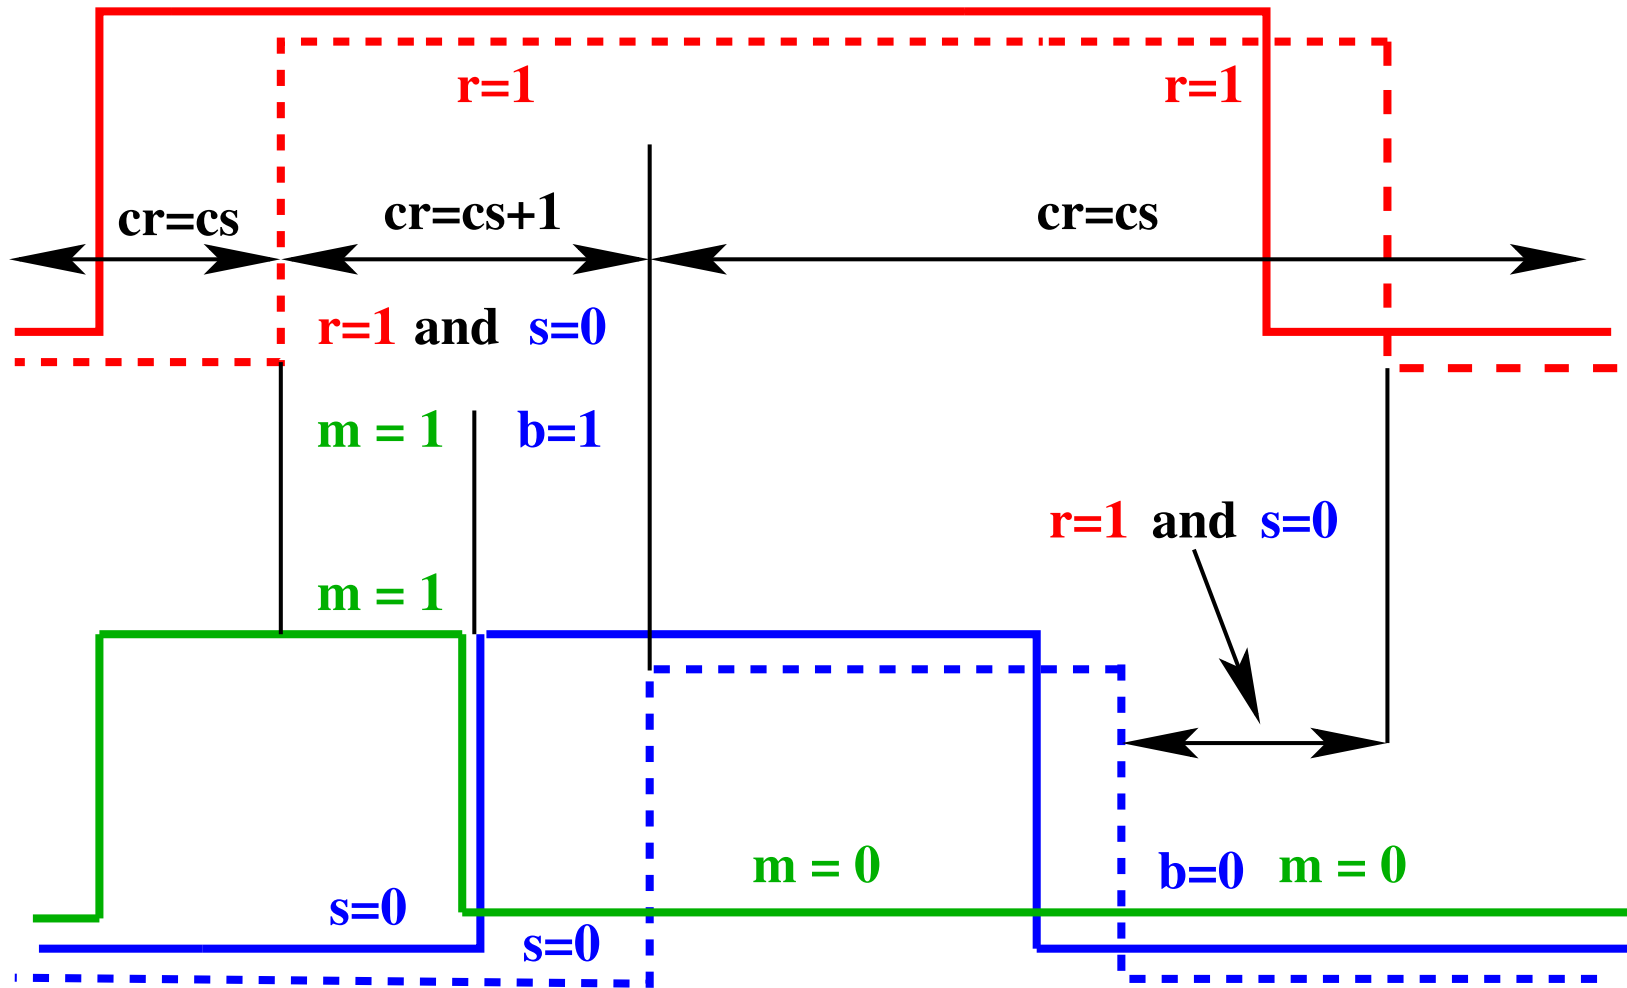 r=1 r=1
cr=cs cr=cs+1 cr=cs
r=1 and s=0
m = 1 b=1
r=1 and s=0
m = 1
m = 0 b=0 m = 0
s=0 s=0